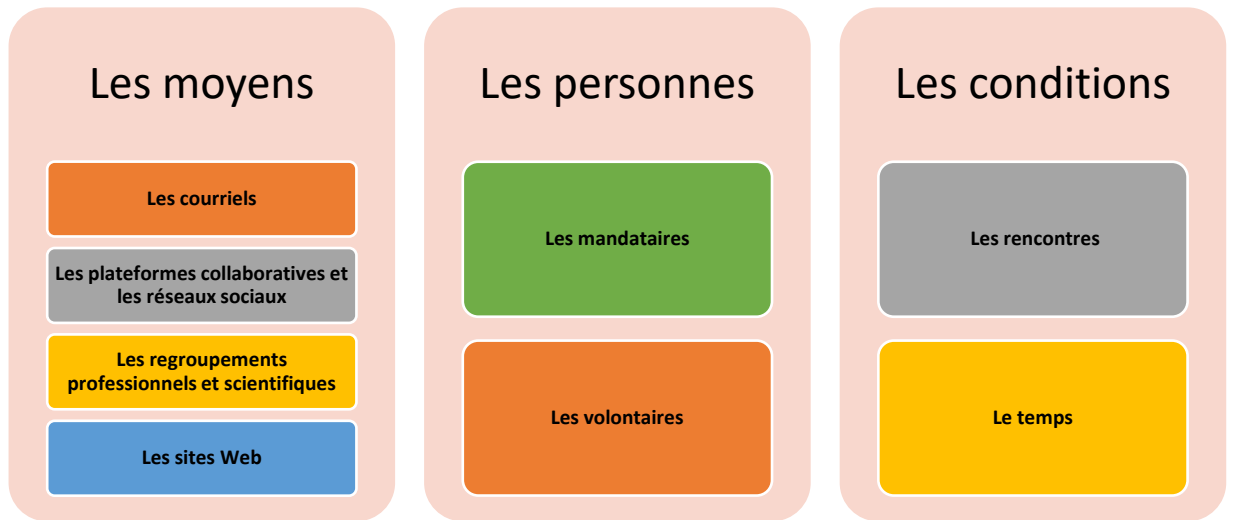 Les moyens
Les courriels
Les plateformes collaboratives et
les réseaux sociaux
Les regroupements
professionnels et scientifiques
Les sites Web
Les personnes
Les mandataires
Les volontaires
Les conditions
Les rencontres
Le temps